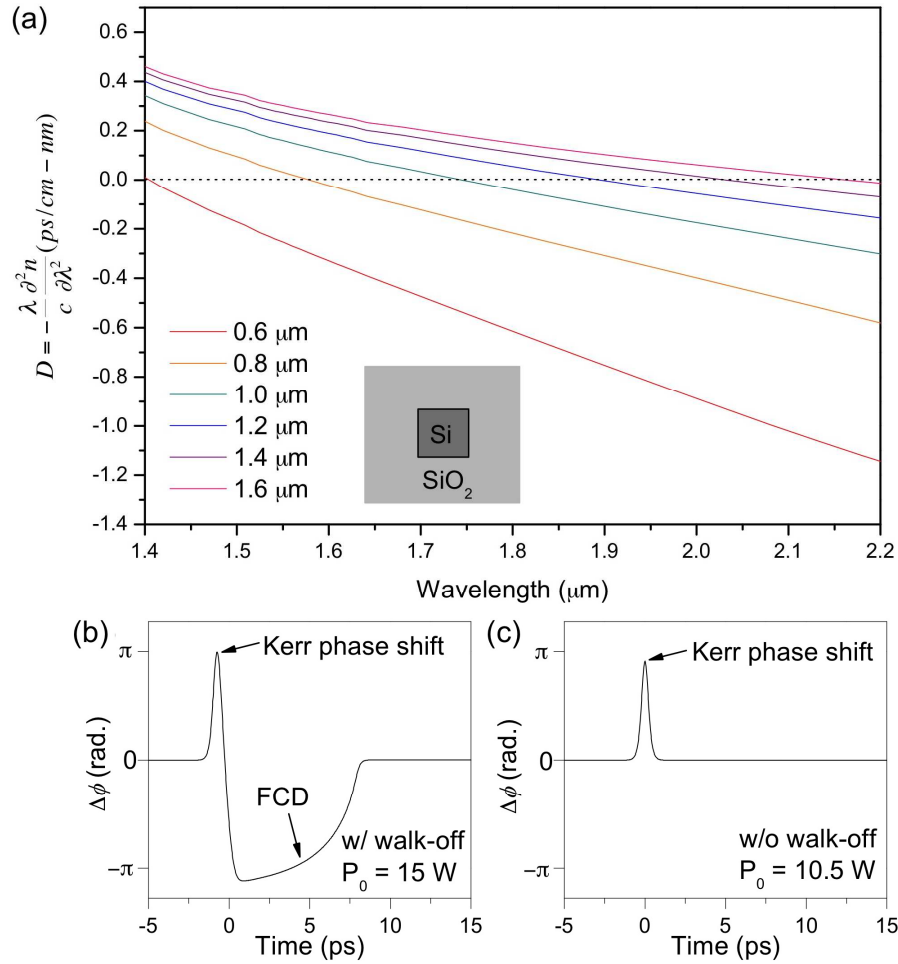 (a)
0.6
0.4
0.2
0.0
-0.2
-0.4
-0.6
-0.8
-1.0
-1.2
-1.4
D = -λ/c ∂²n/∂λ² (ps/cm – nm)
0.6 μm
0.8 μm
1.0 μm
1.2 μm
1.4 μm
1.6 μm
Si
SiO₂
1.4 1.5 1.6 1.7 1.8 1.9 2.0 2.1 2.2
Wavelength (μm)
(b)
π
0
−π
Δϕ (rad.)
Kerr phase shift
FCD
w/ walk-off
P₀ = 15 W
-5 0 5 10 15
Time (ps)
(c)
π
0
−π
Δϕ (rad.)
Kerr phase shift
w/o walk-off
P₀ = 10.5 W
-5 0 5 10 15
Time (ps)